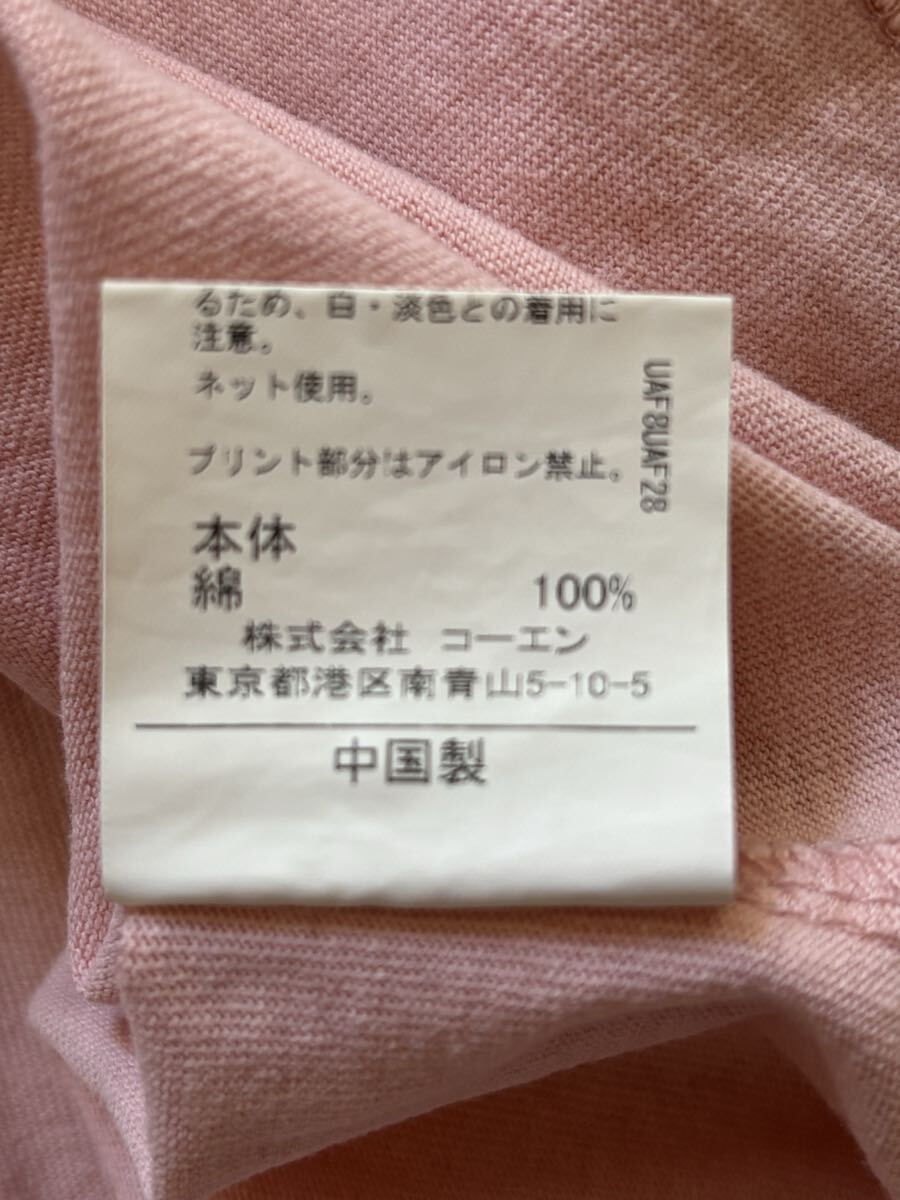 るため、白・淡色との着用に
注意。
ネット使用。
プリント部分はアイロン禁止。
本体
綿 100%
株式会社 コーエン
東京都港区南青山5-10-5
中国製
UAF8UAF28